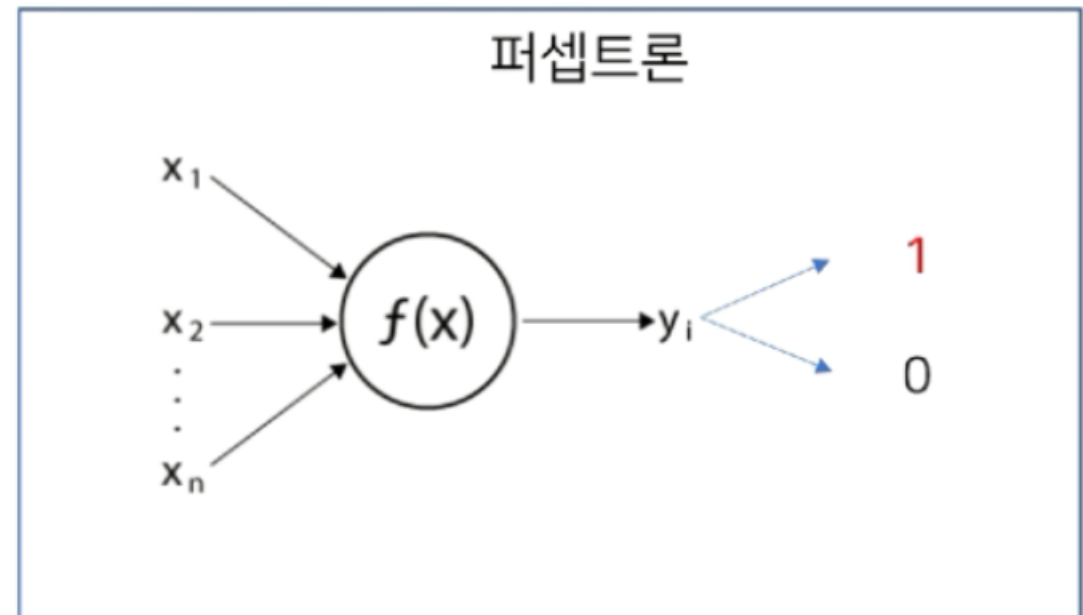 퍼셉트론
x₁
x₂
.
.
.
xₙ
f(x)
yᵢ
1
0